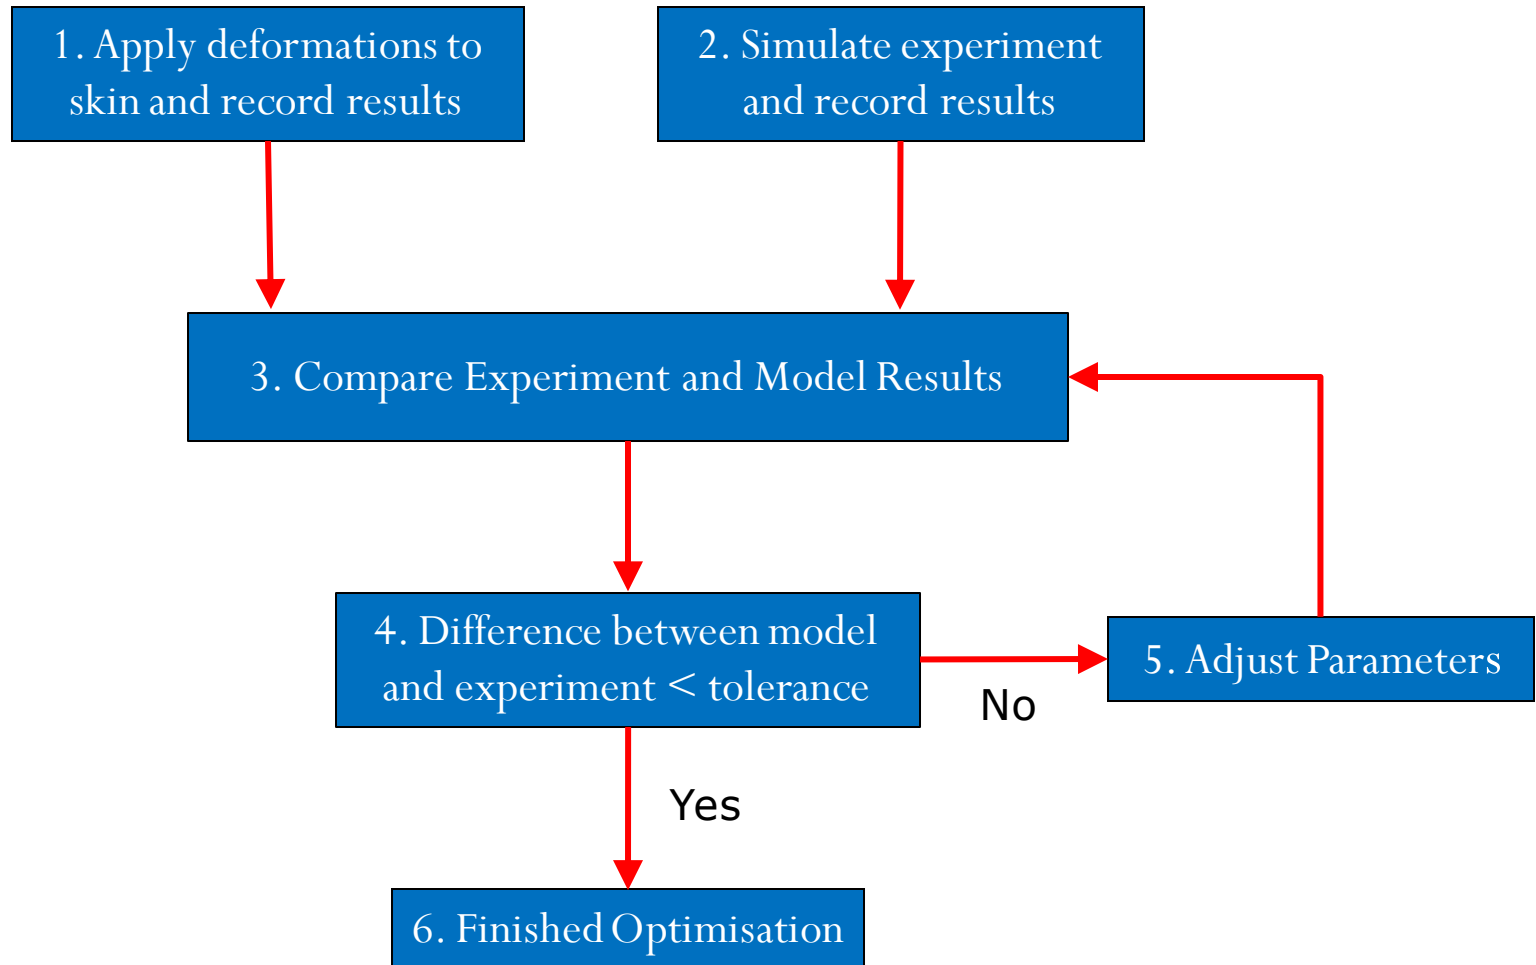 1. Apply deformations to
skin and record results
2. Simulate experiment
and record results
3. Compare Experiment and Model Results
4. Difference between model
and experiment < tolerance
No
5. Adjust Parameters
Yes
6. Finished Optimisation